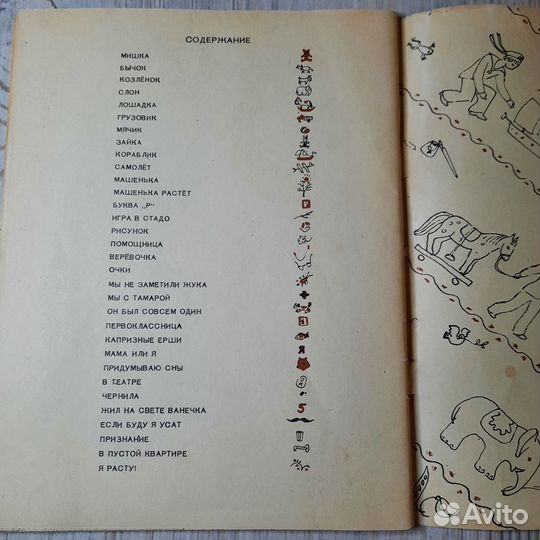 СОДЕРЖАНИЕ
МИШКА
БЫЧОК
КОЗЛЁНОК
СЛОН
ЛОШАДКА
ГРУЗОВИК
МЯЧИК
ЗАЙКА
КОРАБЛИК
САМОЛЁТ
МАШЕНЬКА
МАШЕНЬКА РАСТЁТ
БУКВА „Р"
Р
ИГРА В СТАДО
РИСУНОК
ПОМОЩНИЦА
ВЕРЁВОЧКА
ОЧКИ
МЫ НЕ ЗАМЕТИЛИ ЖУКА
МЫ С ТАМАРОЙ
ОН БЫЛ СОВСЕМ ОДИН
ПЕРВОКЛАССНИЦА
КАПРИЗНЫЕ ЕРШИ
МАМА ИЛИ Я
Я
ПРИДУМЫВАЮ СНЫ
В ТЕАТРЕ
ЧЕРНИЛА
ЖИЛ НА СВЕТЕ ВАНЕЧКА
5
ЕСЛИ БУДУ Я УСАТ
ПРИЗНАНИЕ
В ПУСТОЙ КВАРТИРЕ
Я РАСТУ!
Avito